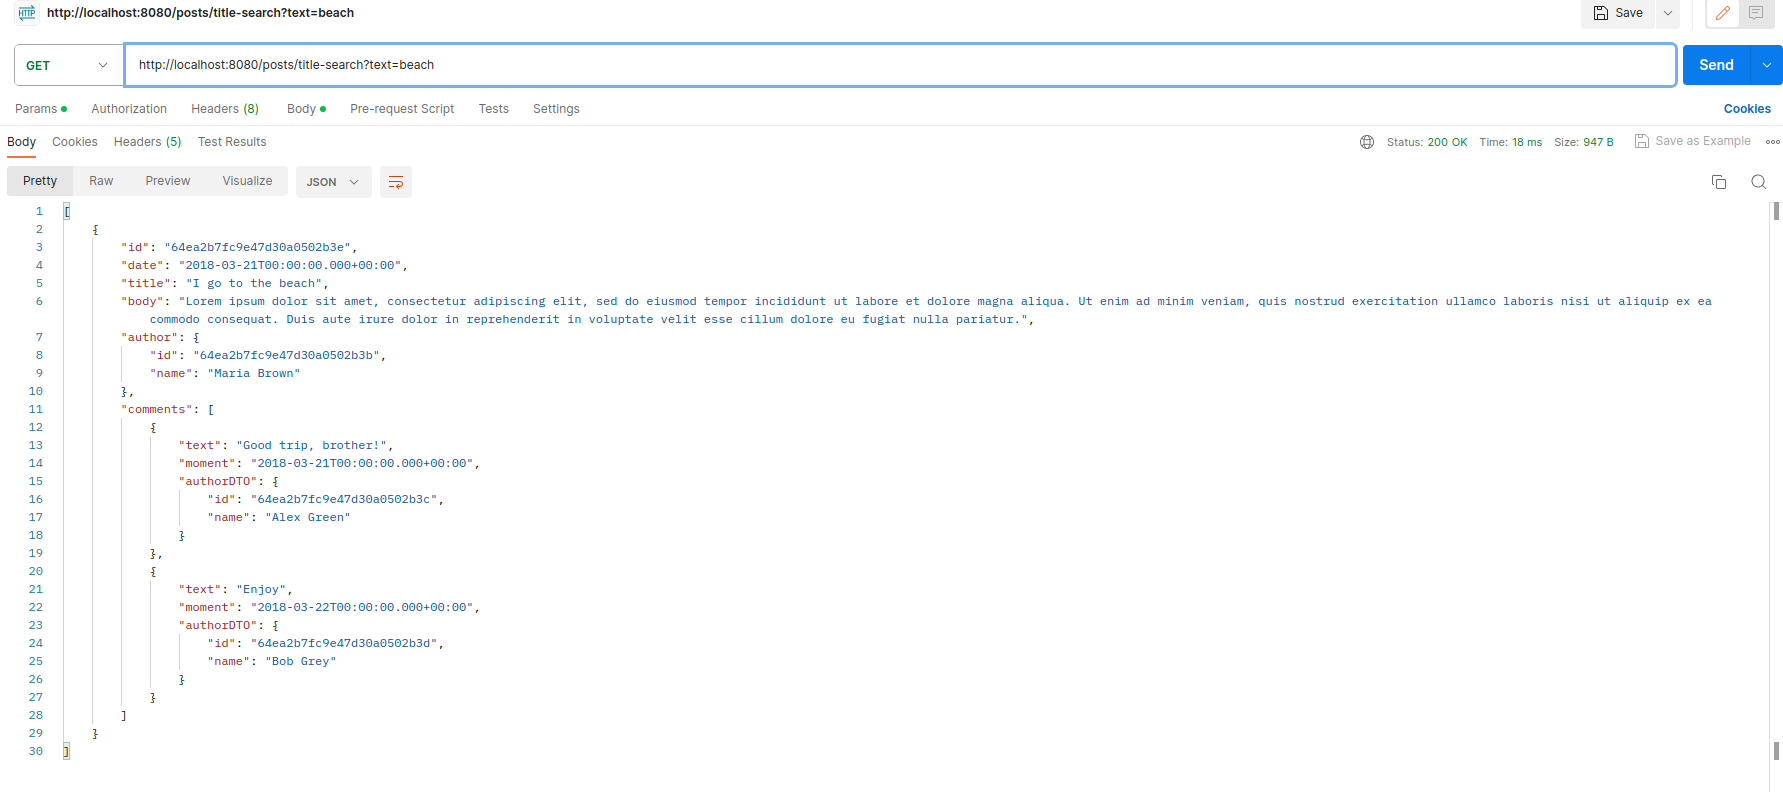 HTTP http://localhost:8080/posts/title-search?text=beach Save
GET http://localhost:8080/posts/title-search?text=beach Send
Params Authorization Headers (8) Body Pre-request Script Tests Settings Cookies
Body Cookies Headers (5) Test Results Status: 200 OK Time: 18 ms Size: 947 B Save as Example
Pretty Raw Preview Visualize JSON
1 [
2 {
3 "id": "64ea2b7fc9e47d30a0502b3e",
4 "date": "2018-03-21T00:00:00.000+00:00",
5 "title": "I go to the beach",
6 "body": "Lorem ipsum dolor sit amet, consectetur adipiscing elit, sed do eiusmod tempor incididunt ut labore et dolore magna aliqua. Ut enim ad minim veniam, quis nostrud exercitation ullamco laboris nisi ut aliquip ex ea
commodo consequat. Duis aute irure dolor in reprehenderit in voluptate velit esse cillum dolore eu fugiat nulla pariatur.",
7 "author": {
8 "id": "64ea2b7fc9e47d30a0502b3b",
9 "name": "Maria Brown"
10 },
11 "comments": [
12 {
13 "text": "Good trip, brother!",
14 "moment": "2018-03-21T00:00:00.000+00:00",
15 "authorDTO": {
16 "id": "64ea2b7fc9e47d30a0502b3c",
17 "name": "Alex Green"
18 }
19 },
20 {
21 "text": "Enjoy",
22 "moment": "2018-03-22T00:00:00.000+00:00",
23 "authorDTO": {
24 "id": "64ea2b7fc9e47d30a0502b3d",
25 "name": "Bob Grey"
26 }
27 }
28 ]
29 }
30 ]